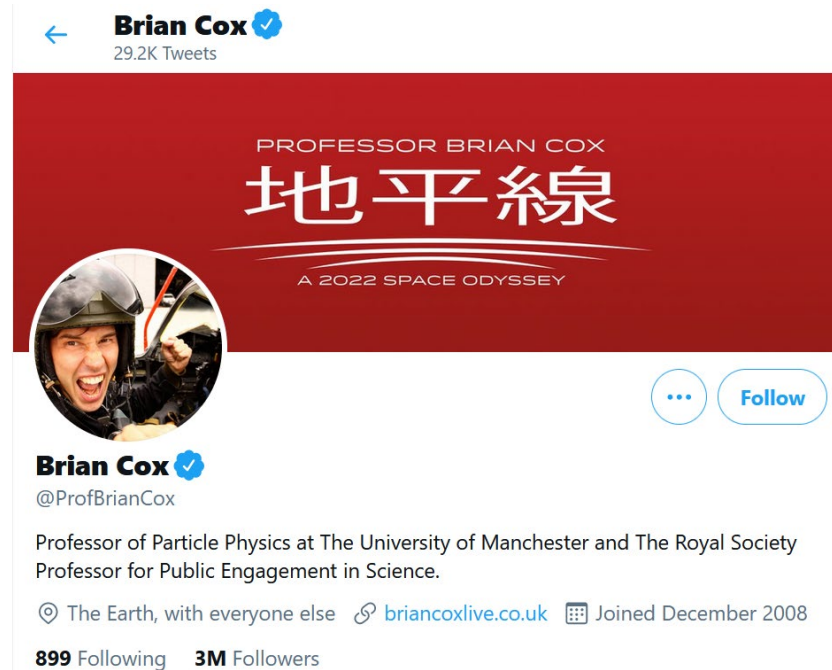 Brian Cox
29.2K Tweets
PROFESSOR BRIAN COX
地平線
A 2022 SPACE ODYSSEY
Follow
Brian Cox
@ProfBrianCox
Professor of Particle Physics at The University of Manchester and The Royal Society
Professor for Public Engagement in Science.
The Earth, with everyone else briancoxlive.co.uk Joined December 2008
899 Following 3M Followers